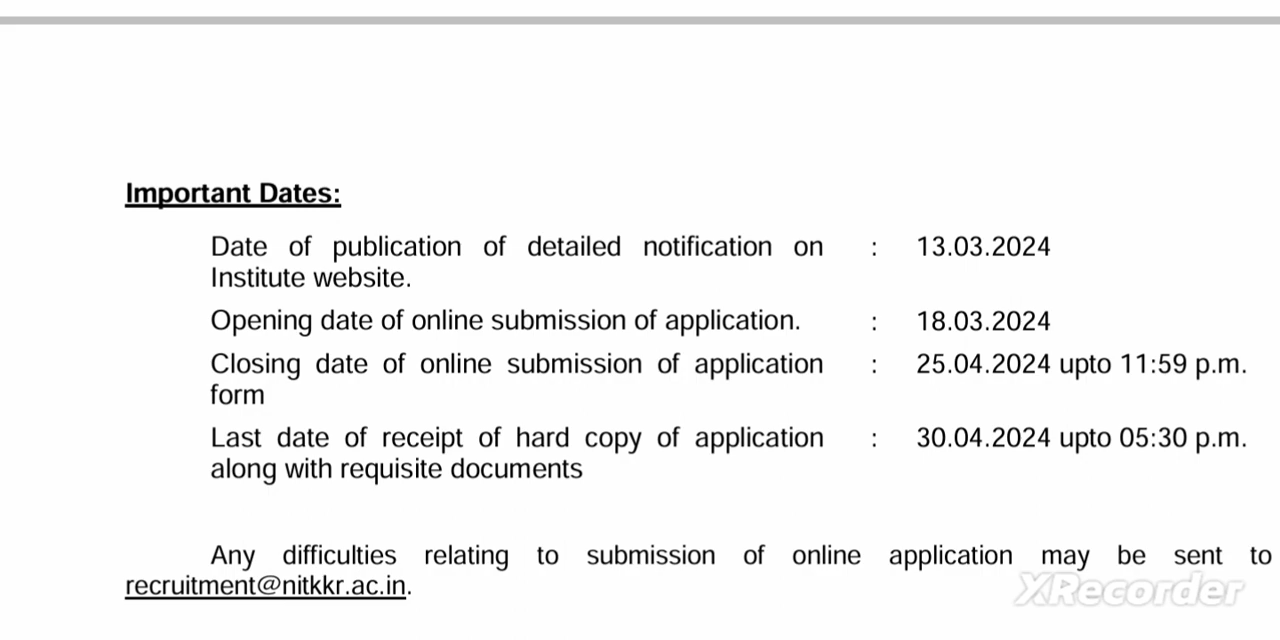 Important Dates:
Date of publication of detailed notification on : 13.03.2024
Institute website.
Opening date of online submission of application. : 18.03.2024
Closing date of online submission of application : 25.04.2024 upto 11:59 p.m.
form
Last date of receipt of hard copy of application : 30.04.2024 upto 05:30 p.m.
along with requisite documents
Any difficulties relating to submission of online application may be sent to
recruitment@nitkkr.ac.in.
XRecorder